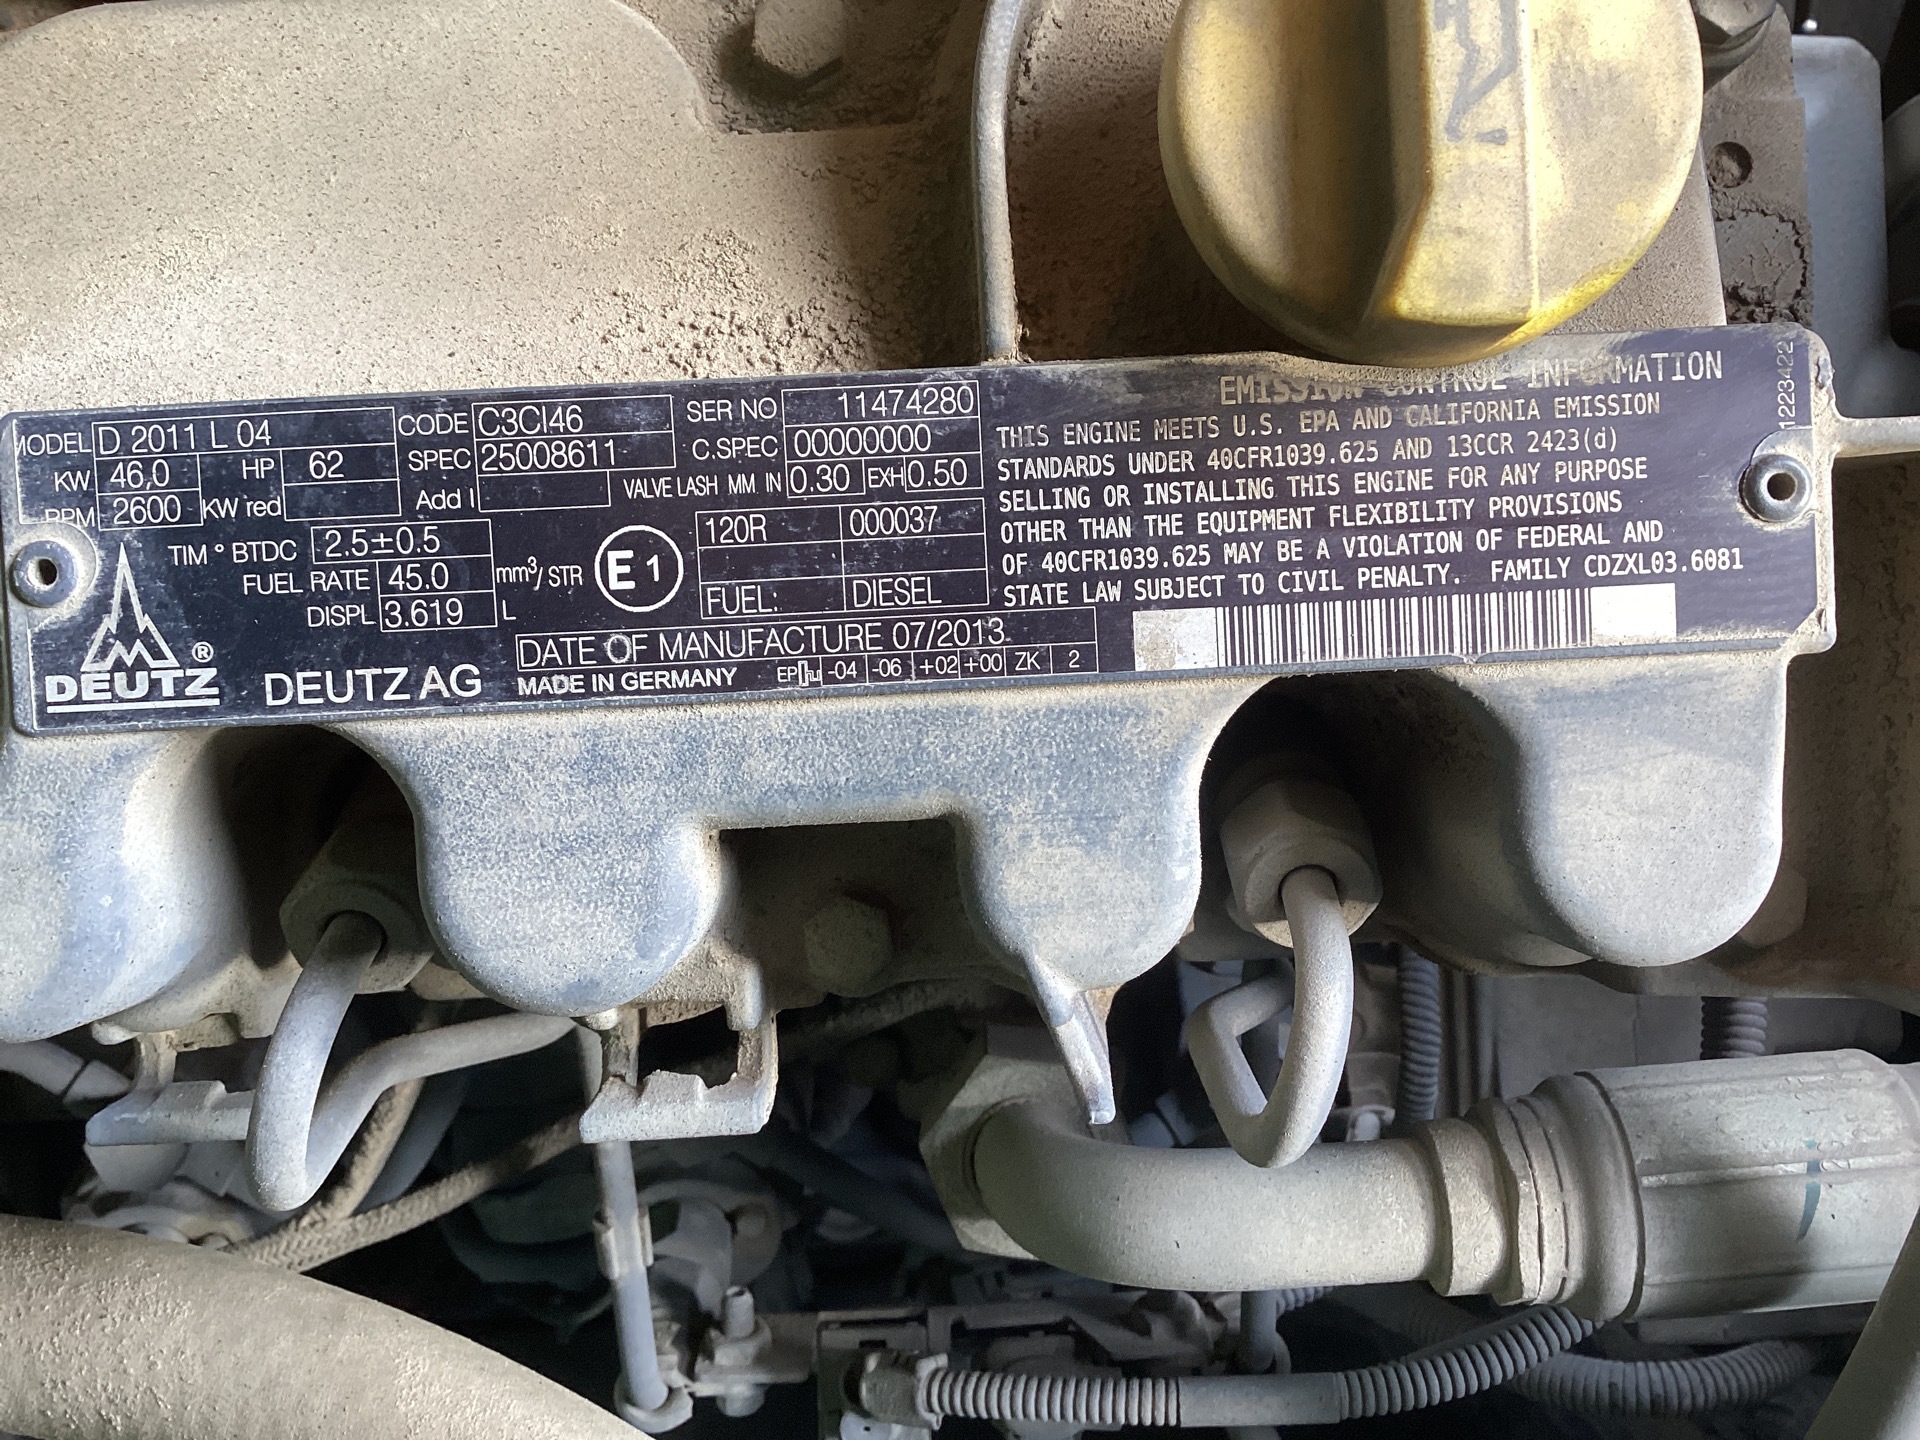 MODEL D 2011 L 04
KW 46,0 HP 62
RPM 2600 KW red
CODE C3CI46
SPEC 25008611
Add I
SER NO 11474280
C.SPEC 00000000
VALVE LASH MM IN 0.30 EXH 0.50
TIM ° BTDC 2.5±0.5
FUEL RATE 45.0 mm³/ STR
DISPL 3.619 L
E 1
120R 000037
FUEL: DIESEL
DATE OF MANUFACTURE 07/2013
DEUTZ ®
DEUTZ AG
MADE IN GERMANY
EP -04 -06 +02 +00 ZK 2
EMISSION CONTROL INFORMATION
THIS ENGINE MEETS U.S. EPA AND CALIFORNIA EMISSION
STANDARDS UNDER 40CFR1039.625 AND 13CCR 2423(d)
SELLING OR INSTALLING THIS ENGINE FOR ANY PURPOSE
OTHER THAN THE EQUIPMENT FLEXIBILITY PROVISIONS
OF 40CFR1039.625 MAY BE A VIOLATION OF FEDERAL AND
STATE LAW SUBJECT TO CIVIL PENALTY. FAMILY CDZXL03.6081
1223422